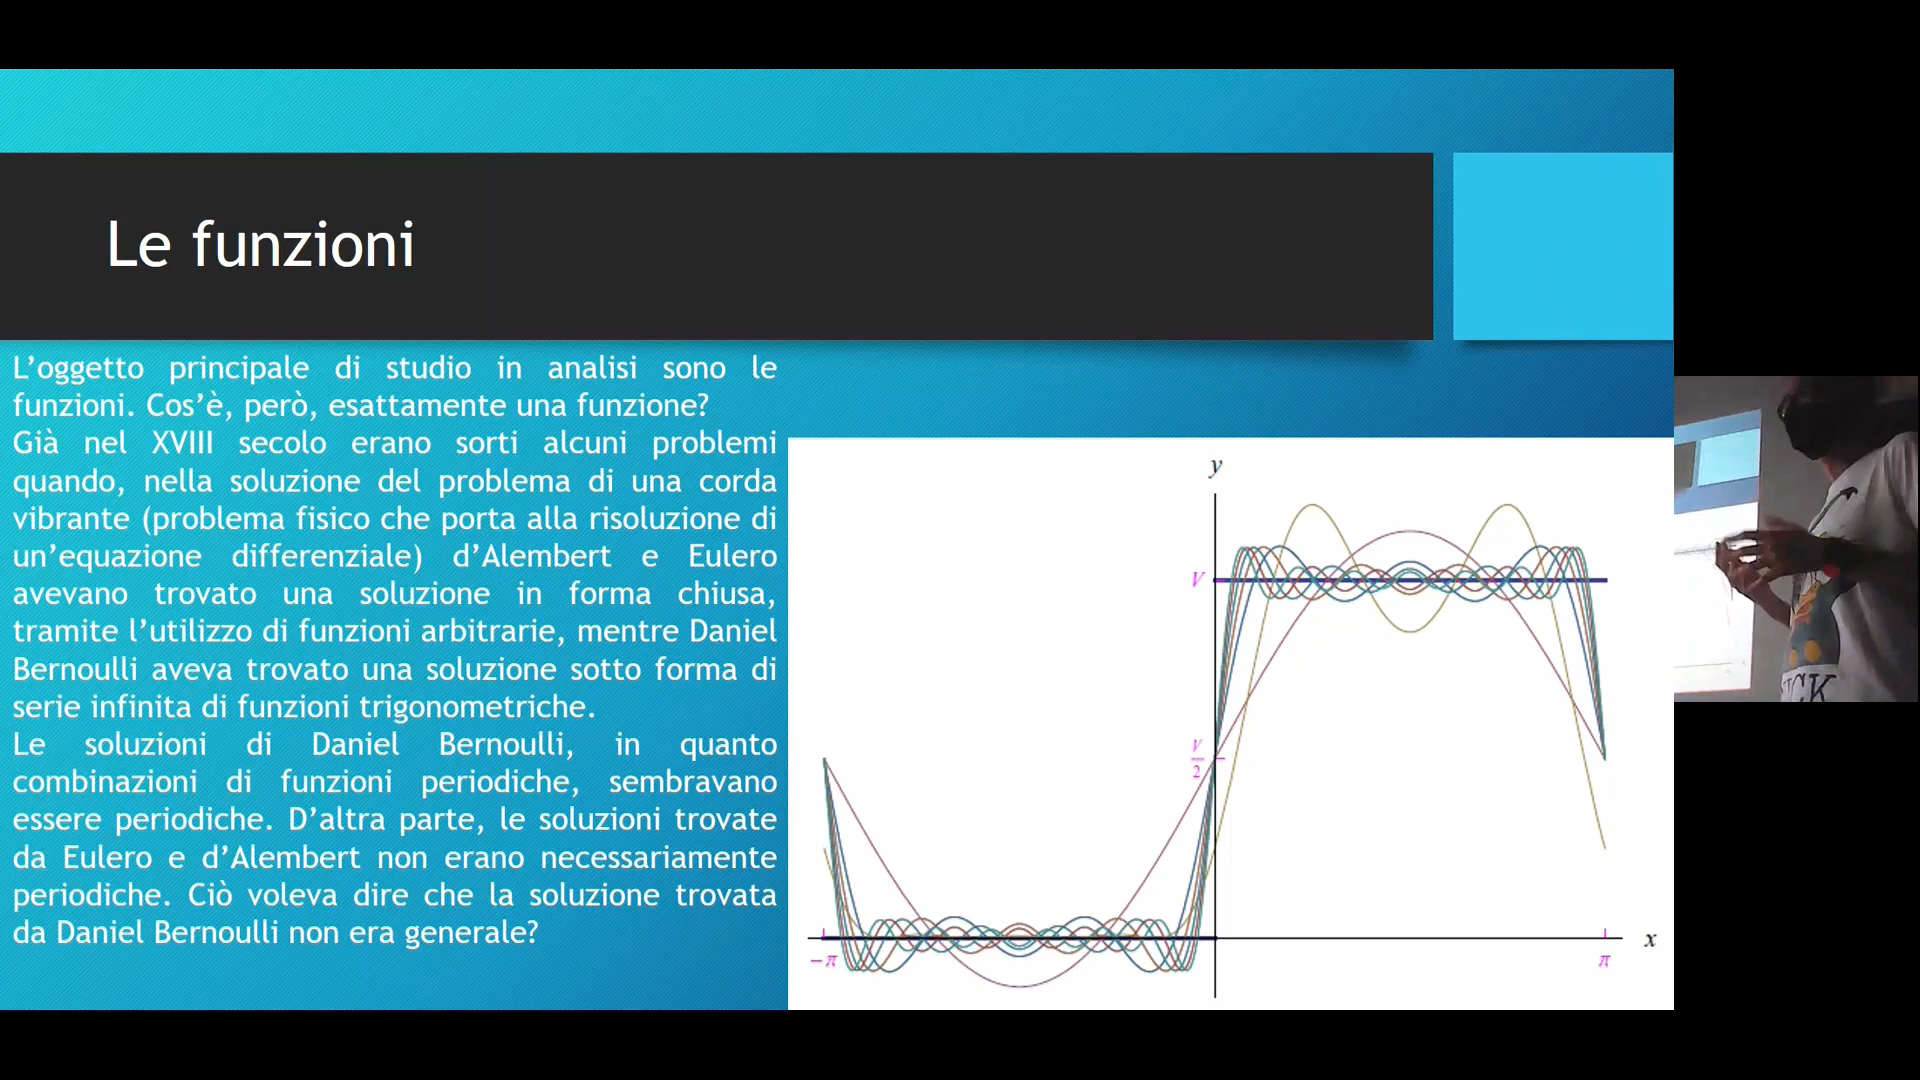 Le funzioni
L’oggetto principale di studio in analisi sono le
funzioni. Cos’è, però, esattamente una funzione?
Già nel XVIII secolo erano sorti alcuni problemi
quando, nella soluzione del problema di una corda
vibrante (problema fisico che porta alla risoluzione di
un’equazione differenziale) d’Alembert e Eulero
avevano trovato una soluzione in forma chiusa,
tramite l’utilizzo di funzioni arbitrarie, mentre Daniel
Bernoulli aveva trovato una soluzione sotto forma di
serie infinita di funzioni trigonometriche.
Le soluzioni di Daniel Bernoulli, in quanto
combinazioni di funzioni periodiche, sembravano
essere periodiche. D’altra parte, le soluzioni trovate
da Eulero e d’Alembert non erano necessariamente
periodiche. Ciò voleva dire che la soluzione trovata
da Daniel Bernoulli non era generale?
y
V
V
2
−π
π
x